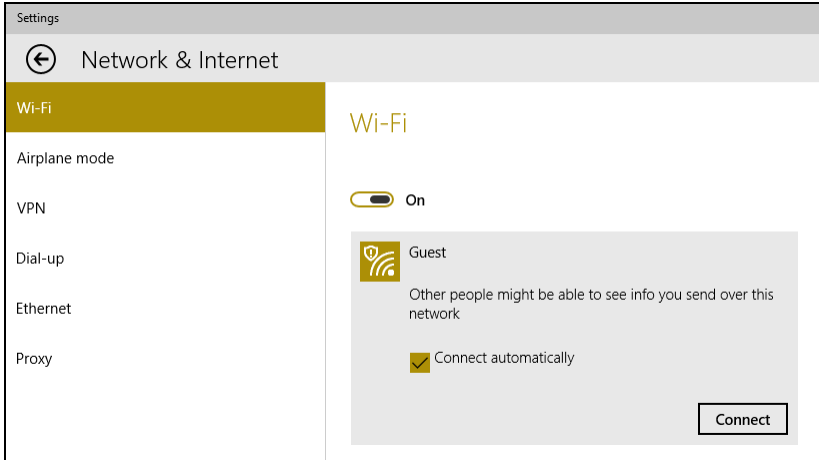 Settings
Network & Internet
Wi-Fi
Airplane mode
VPN
Dial-up
Ethernet
Proxy
Wi-Fi
On
Guest
Other people might be able to see info you send over this
network
Connect automatically
Connect